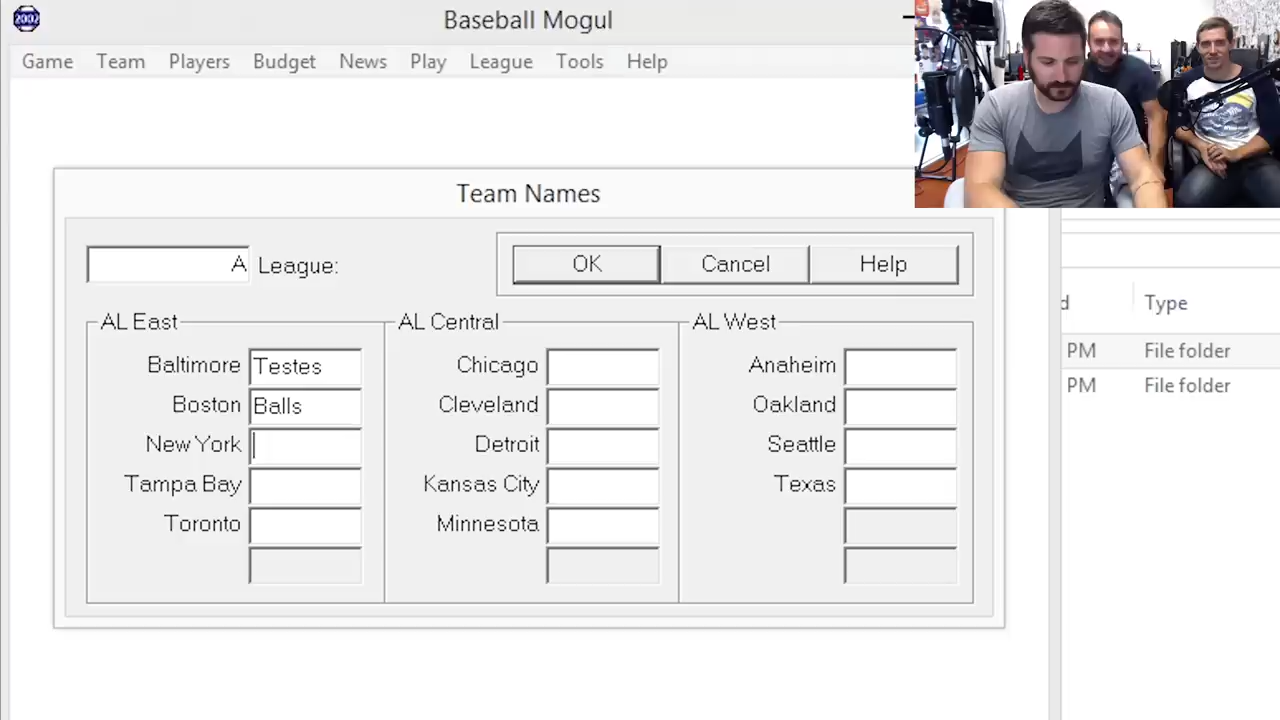 2002
Baseball Mogul
Game Team Players Budget News Play League Tools Help
Team Names
A League:
OK Cancel Help
AL East
Baltimore Testes
Boston Balls
New York
Tampa Bay
Toronto
AL Central
Chicago
Cleveland
Detroit
Kansas City
Minnesota
AL West
Anaheim
Oakland
Seattle
Texas
d Type
PM File folder
PM File folder